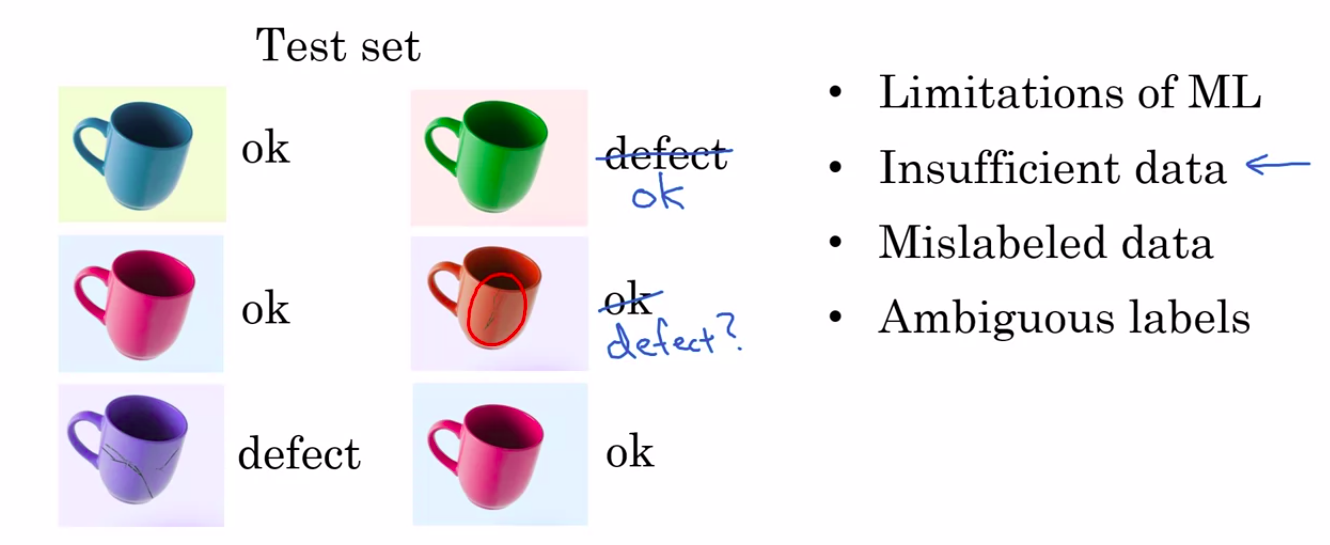 Test set
ok
defect
ok
ok
ok
defect?
defect
ok
• Limitations of ML
• Insufficient data ←
• Mislabeled data
• Ambiguous labels